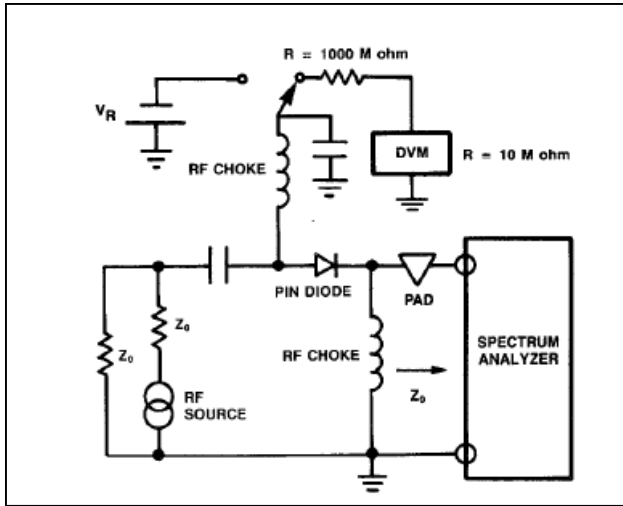 R = 1000 M ohm
V_R
DVM
R = 10 M ohm
RF CHOKE
PIN DIODE
PAD
Z₀
Z₀
RF
SOURCE
RF CHOKE
Z₀
SPECTRUM
ANALYZER